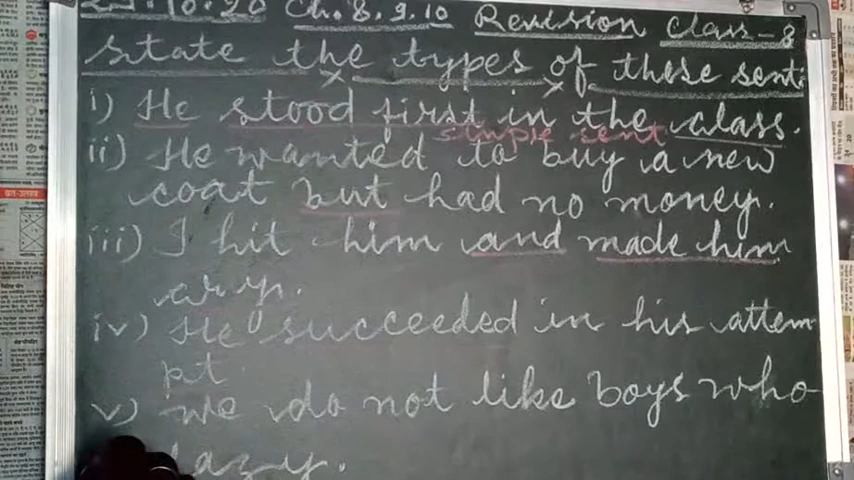 Ch. 8.9.10 Revision Class-8
State the types of these sent.
i) He stood first in the class.
simple sent
ii) He wanted to buy a new
coat but had no money.
iii) I hit him and made him
cry.
iv) He succeeded in his attem
pt.
v) We do not like boys who
lazy.